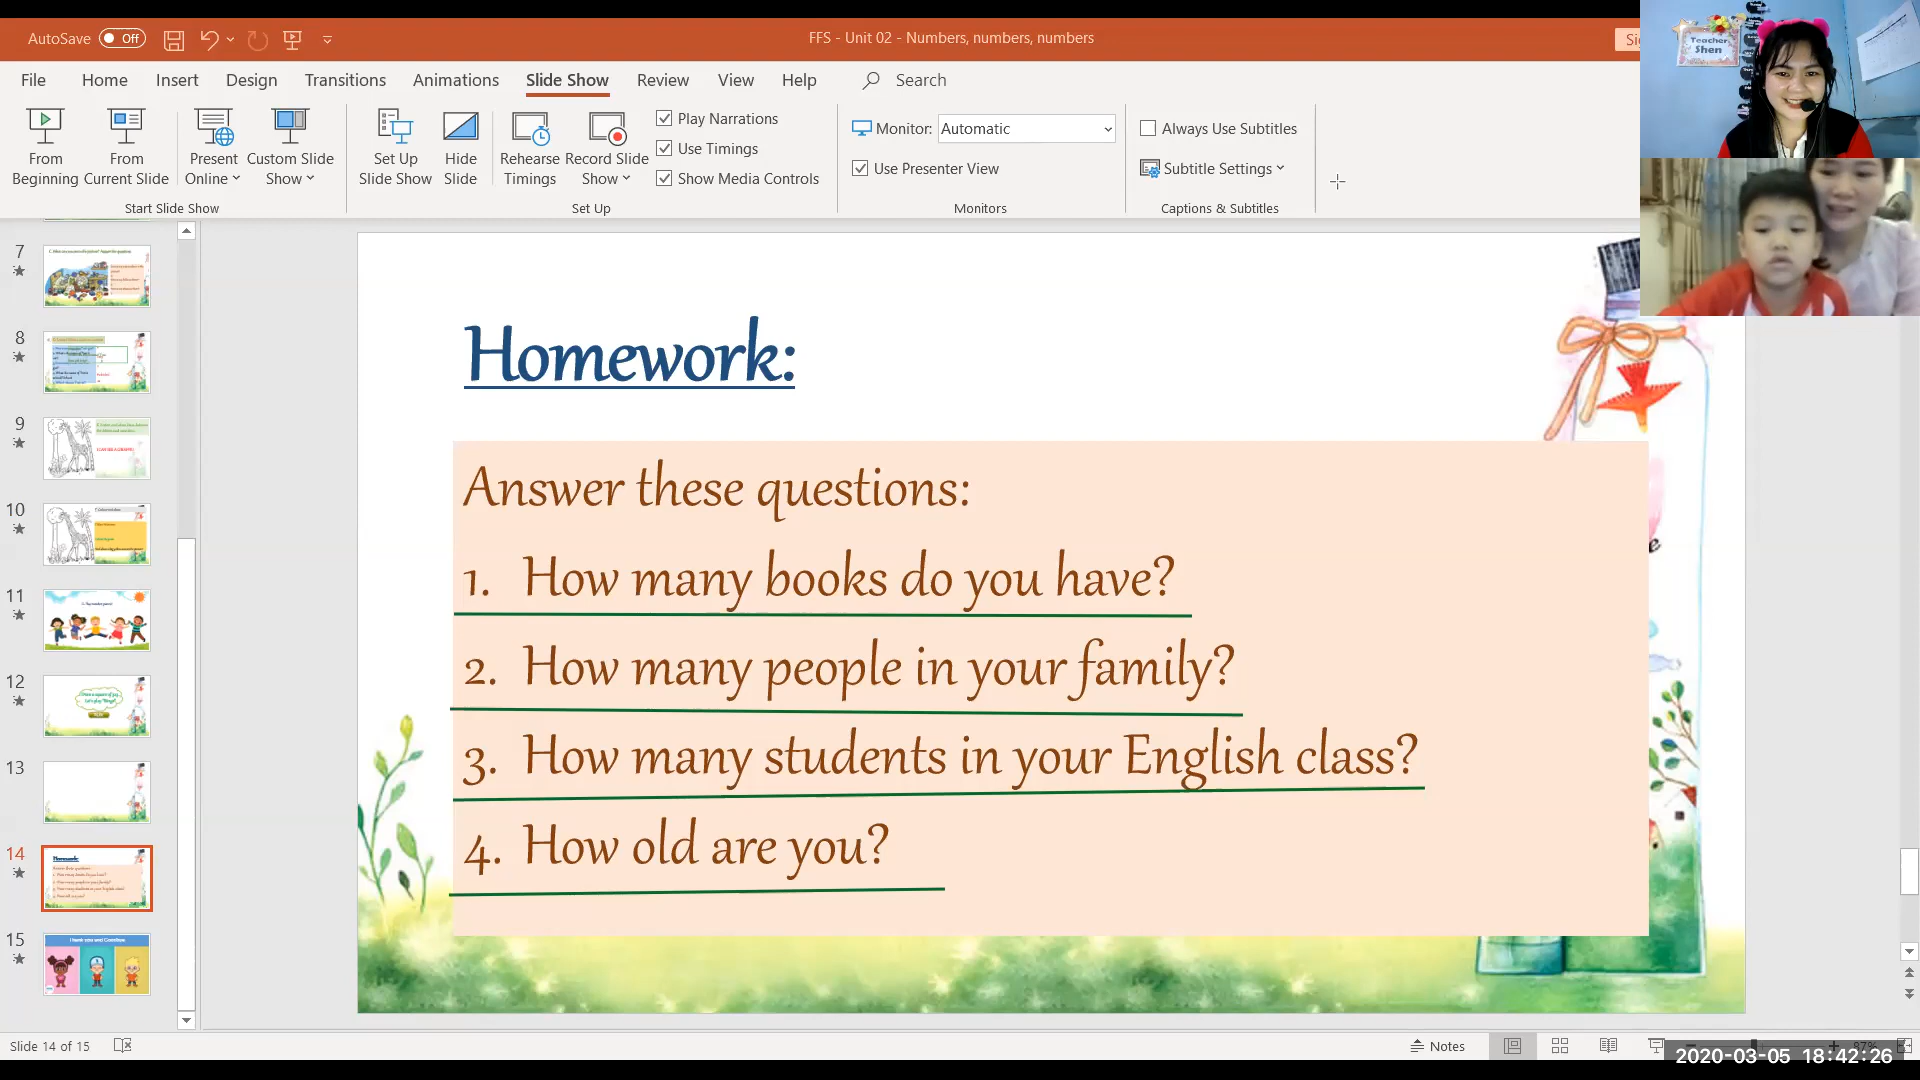 AutoSave Off
FFS - Unit 02 - Numbers, numbers, numbers
Teacher
Shen
File Home Insert Design Transitions Animations Slide Show Review View Help Search
From Beginning
From Current Slide
Present Online
Custom Slide Show
Start Slide Show
Set Up Slide Show
Hide Slide
Rehearse Timings
Record Slide Show
Play Narrations
Use Timings
Show Media Controls
Set Up
Monitor: Automatic
Use Presenter View
Monitors
Always Use Subtitles
Subtitle Settings
Captions & Subtitles
7
8
9
10
11
12
13
14
15
Homework:
Answer these questions:
1. How many books do you have?
2. How many people in your family?
3. How many students in your English class?
4. How old are you?
Slide 14 of 15
Notes
2020-03-05 18:42:26